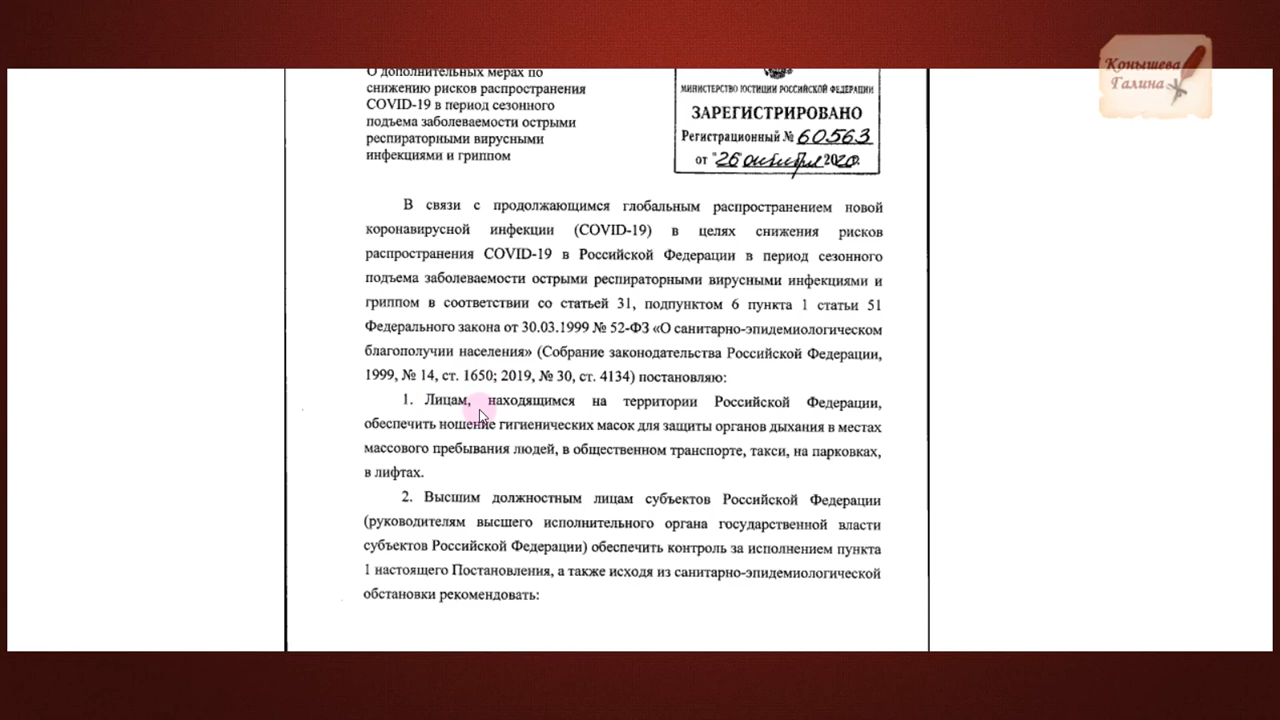 Конышева
Галина
О дополнительных мерах по
снижению рисков распространения
COVID-19 в период сезонного
подъема заболеваемости острыми
респираторными вирусными
инфекциями и гриппом
МИНИСТЕРСТВО ЮСТИЦИИ РОССИЙСКОЙ ФЕДЕРАЦИИ
ЗАРЕГИСТРИРОВАНО
Регистрационный № 60563
от "26" октября 2020.
В связи с продолжающимся глобальным распространением новой
коронавирусной инфекции (COVID-19) в целях снижения рисков
распространения COVID-19 в Российской Федерации в период сезонного
подъема заболеваемости острыми респираторными вирусными инфекциями и
гриппом в соответствии со статьей 31, подпунктом 6 пункта 1 статьи 51
Федерального закона от 30.03.1999 № 52-ФЗ «О санитарно-эпидемиологическом
благополучии населения» (Собрание законодательства Российской Федерации,
1999, № 14, ст. 1650; 2019, № 30, ст. 4134) постановляю:
1. Лицам, находящимся на территории Российской Федерации,
обеспечить ношение гигиенических масок для защиты органов дыхания в местах
массового пребывания людей, в общественном транспорте, такси, на парковках,
в лифтах.
2. Высшим должностным лицам субъектов Российской Федерации
(руководителям высшего исполнительного органа государственной власти
субъектов Российской Федерации) обеспечить контроль за исполнением пункта
1 настоящего Постановления, а также исходя из санитарно-эпидемиологической
обстановки рекомендовать: